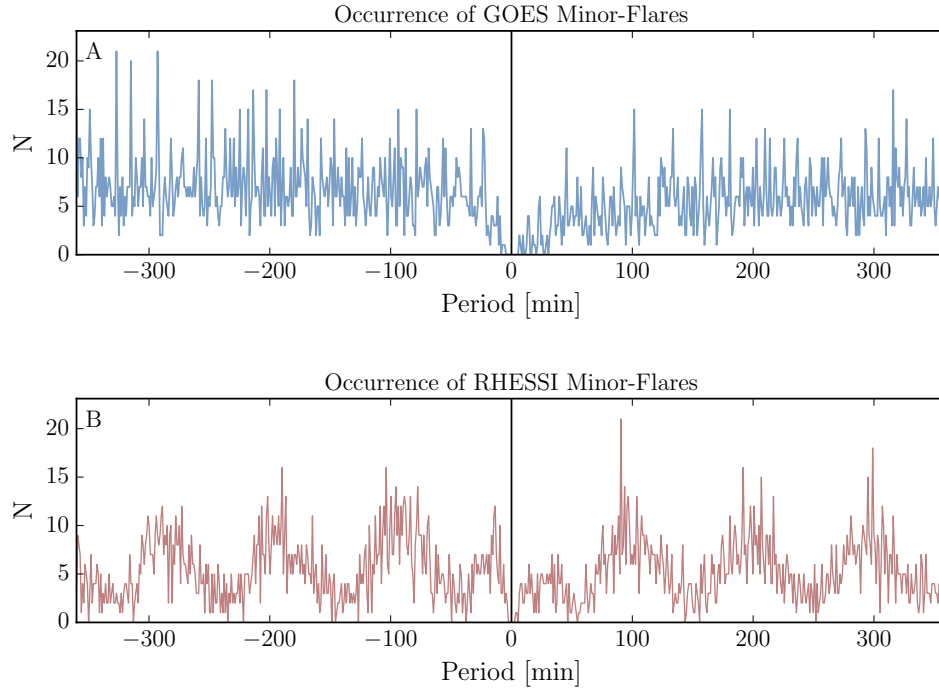 Occurrence of GOES Minor-Flares
A
N
20
15
10
5
0
−300 −200 −100 0 100 200 300
Period [min]
Occurrence of RHESSI Minor-Flares
B
N
20
15
10
5
0
−300 −200 −100 0 100 200 300
Period [min]